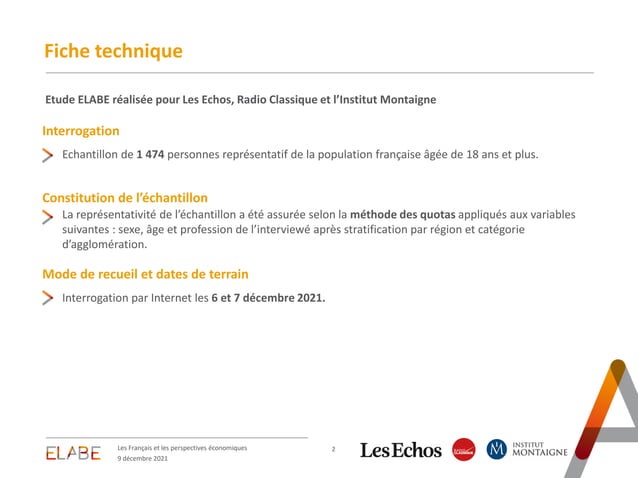 Fiche technique
Etude ELABE réalisée pour Les Echos, Radio Classique et l’Institut Montaigne
Interrogation
Echantillon de 1 474 personnes représentatif de la population française âgée de 18 ans et plus.
Constitution de l’échantillon
La représentativité de l’échantillon a été assurée selon la méthode des quotas appliqués aux variables
suivantes : sexe, âge et profession de l’interviewé après stratification par région et catégorie
d’agglomération.
Mode de recueil et dates de terrain
Interrogation par Internet les 6 et 7 décembre 2021.
ELABE
Les Français et les perspectives économiques
9 décembre 2021
2
Les Echos
RADIO CLASSIQUE
M
INSTITUT
MONTAIGNE